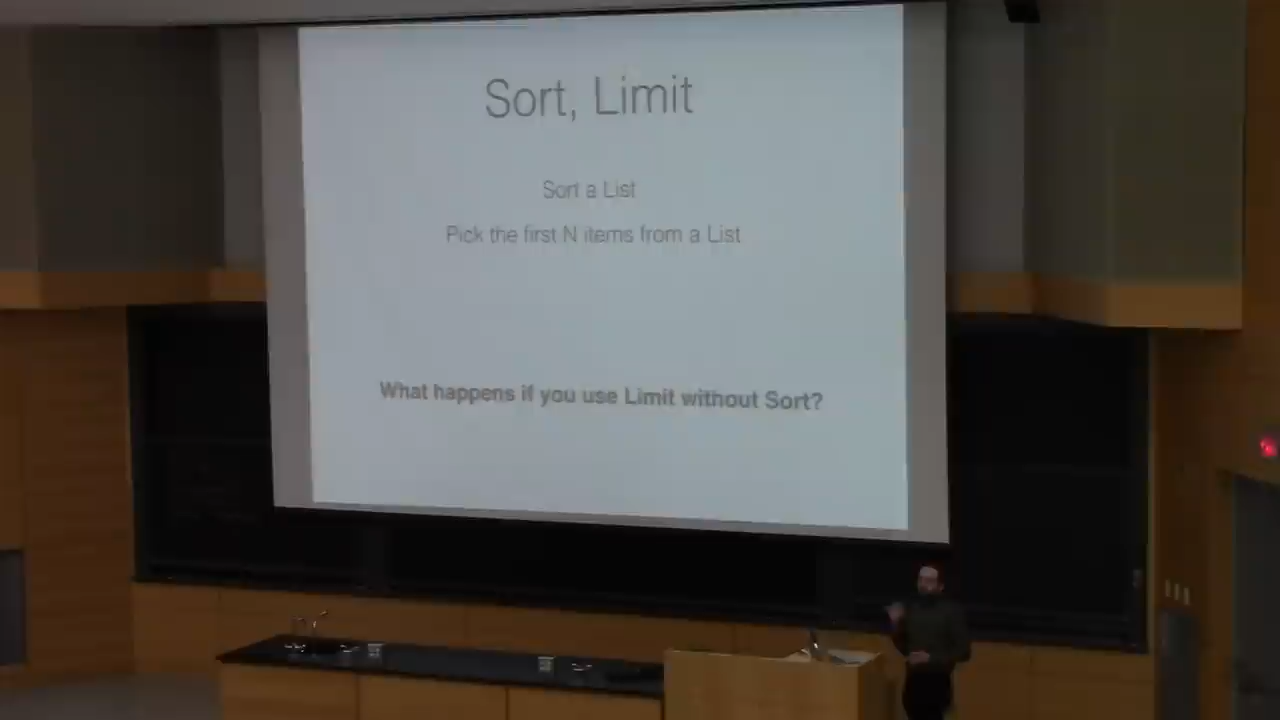 Sort, Limit
Sort a List
Pick the first N items from a List
What happens if you use Limit without Sort?